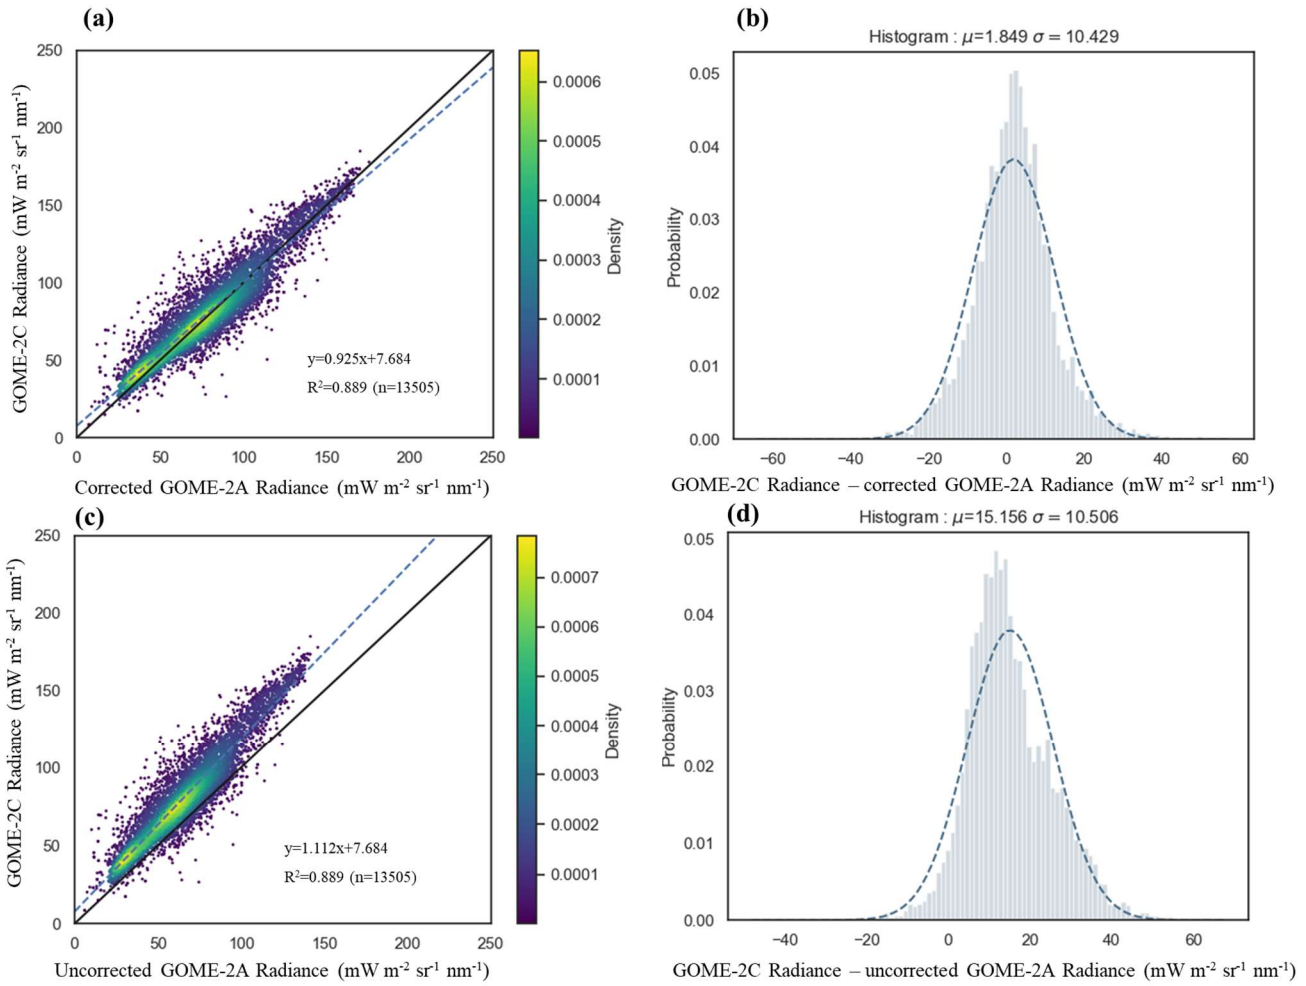 (a)
250
200
150
100
50
0
0 50 100 150 200 250
GOME-2C Radiance (mW m⁻² sr⁻¹ nm⁻¹)
Corrected GOME-2A Radiance (mW m⁻² sr⁻¹ nm⁻¹)
y=0.925x+7.684
R²=0.889 (n=13505)
0.0006
0.0005
0.0004
0.0003
0.0002
0.0001
Density
(b)
Histogram : μ=1.849 σ = 10.429
0.05
0.04
0.03
0.02
0.01
0.00
Probability
−60 −40 −20 0 20 40 60
GOME-2C Radiance – corrected GOME-2A Radiance (mW m⁻² sr⁻¹ nm⁻¹)
(c)
250
200
150
100
50
0
0 50 100 150 200 250
GOME-2C Radiance (mW m⁻² sr⁻¹ nm⁻¹)
Uncorrected GOME-2A Radiance (mW m⁻² sr⁻¹ nm⁻¹)
y=1.112x+7.684
R²=0.889 (n=13505)
0.0007
0.0006
0.0005
0.0004
0.0003
0.0002
0.0001
Density
(d)
Histogram : μ=15.156 σ = 10.506
0.05
0.04
0.03
0.02
0.01
0.00
Probability
−40 −20 0 20 40 60
GOME-2C Radiance – uncorrected GOME-2A Radiance (mW m⁻² sr⁻¹ nm⁻¹)